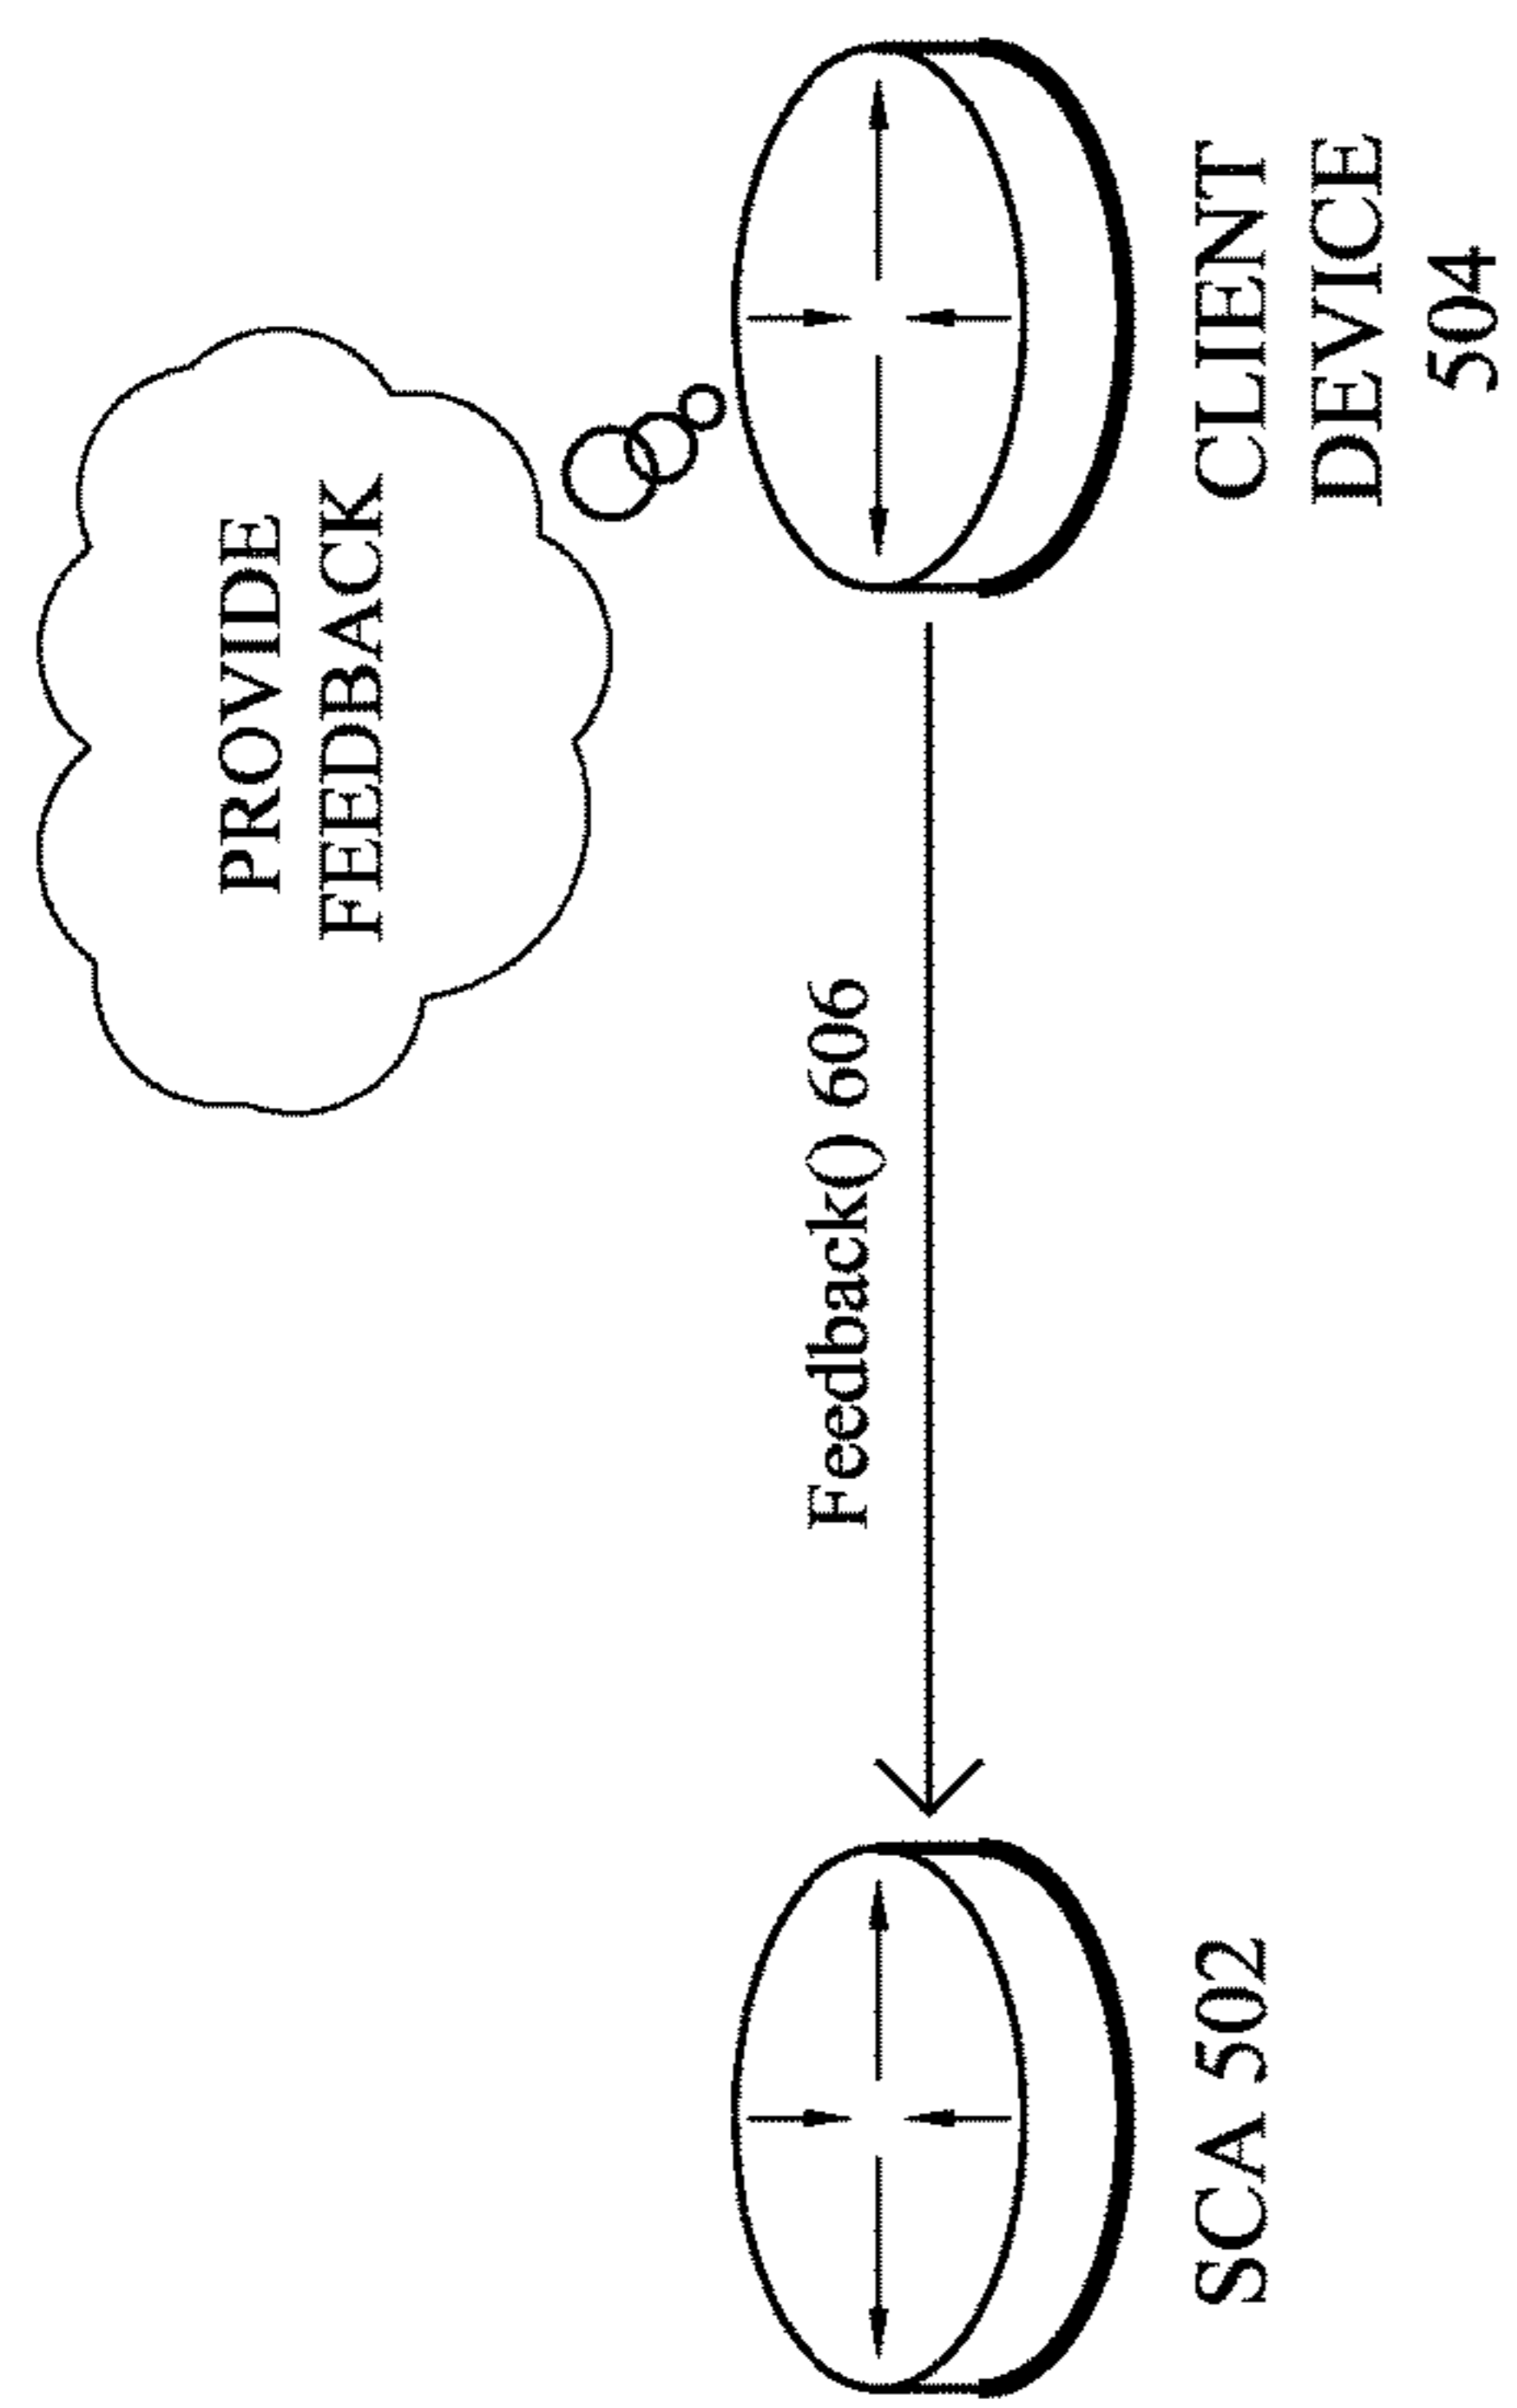 PROVIDE
FEEDBACK
Feedback() 606
SCA 502
CLIENT
DEVICE
504